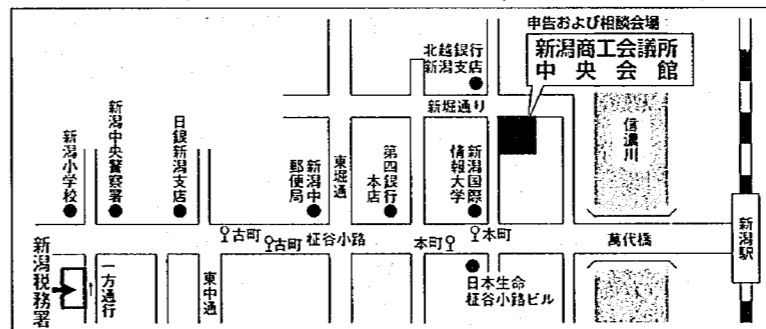 申告および相談会場
新潟商工会議所
中央会館
北越銀行
新潟支店
新堀通り
信濃川
新潟小学校
新潟中央警察署
日銀新潟支店
新潟中
郵便局
東堀通
第四銀行
本店
新潟国際
情報大学
新潟駅
古町
古町
柾谷小路
本町
本町
萬代橋
新潟税務署
一方通行
東中通
日本生命
柾谷小路ビル